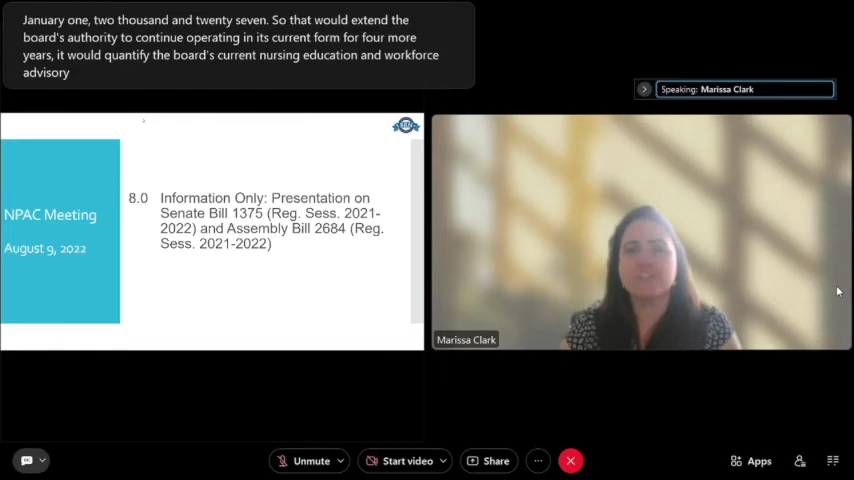 January one, two thousand and twenty seven. So that would extend the
board's authority to continue operating in its current form for four more
years, it would quantify the board's current nursing education and workforce
advisory
Speaking: Marissa Clark
NPAC Meeting
August 9, 2022
8.0 Information Only: Presentation on
Senate Bill 1375 (Reg. Sess. 2021-
2022) and Assembly Bill 2684 (Reg.
Sess. 2021-2022)
Marissa Clark
Unmute
Start video
Share
Apps